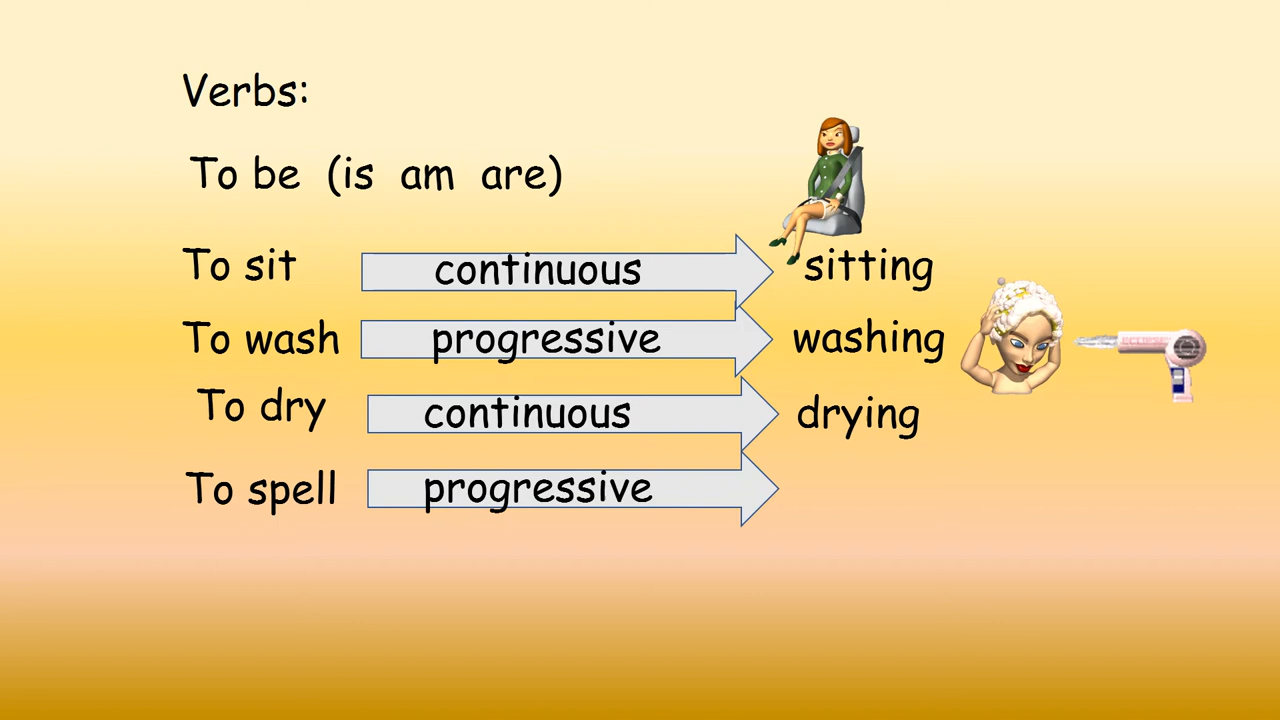 Verbs:
To be (is am are)
To sit continuous sitting
To wash progressive washing
To dry continuous drying
To spell progressive